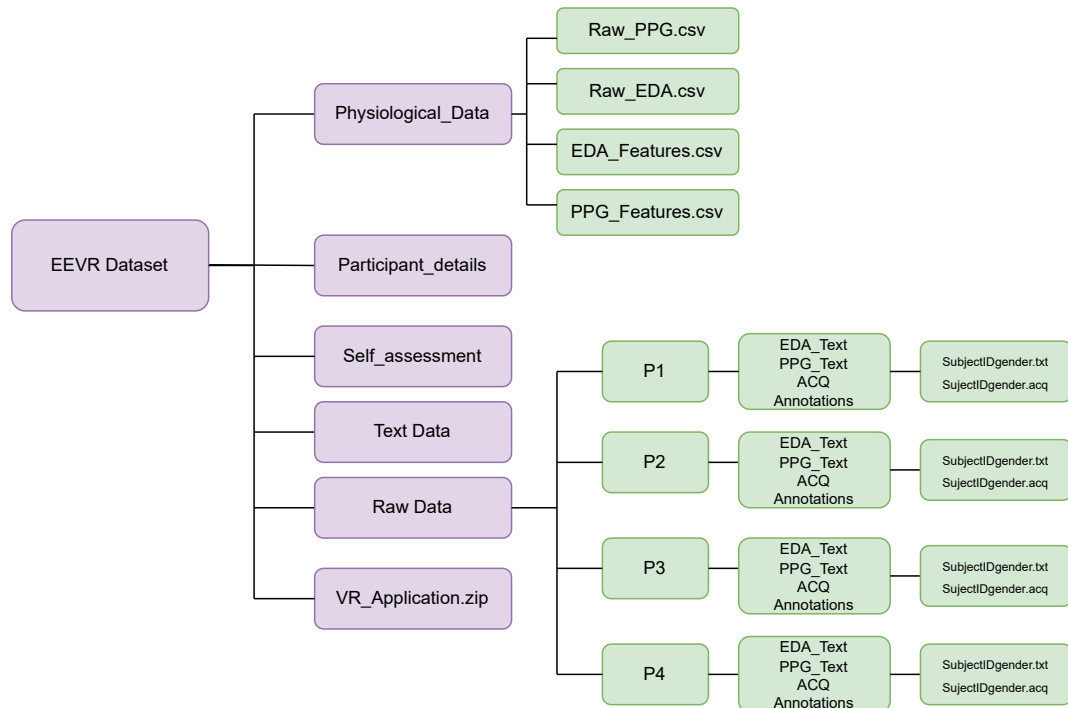 EEVR Dataset
Physiological_Data
Raw_PPG.csv
Raw_EDA.csv
EDA_Features.csv
PPG_Features.csv
Participant_details
Self_assessment
Text Data
Raw Data
VR_Application.zip
P1
EDA_Text
PPG_Text
ACQ
Annotations
SubjectIDgender.txt
SujectIDgender.acq
P2
EDA_Text
PPG_Text
ACQ
Annotations
SubjectIDgender.txt
SujectIDgender.acq
P3
EDA_Text
PPG_Text
ACQ
Annotations
SubjectIDgender.txt
SujectIDgender.acq
P4
EDA_Text
PPG_Text
ACQ
Annotations
SubjectIDgender.txt
SujectIDgender.acq